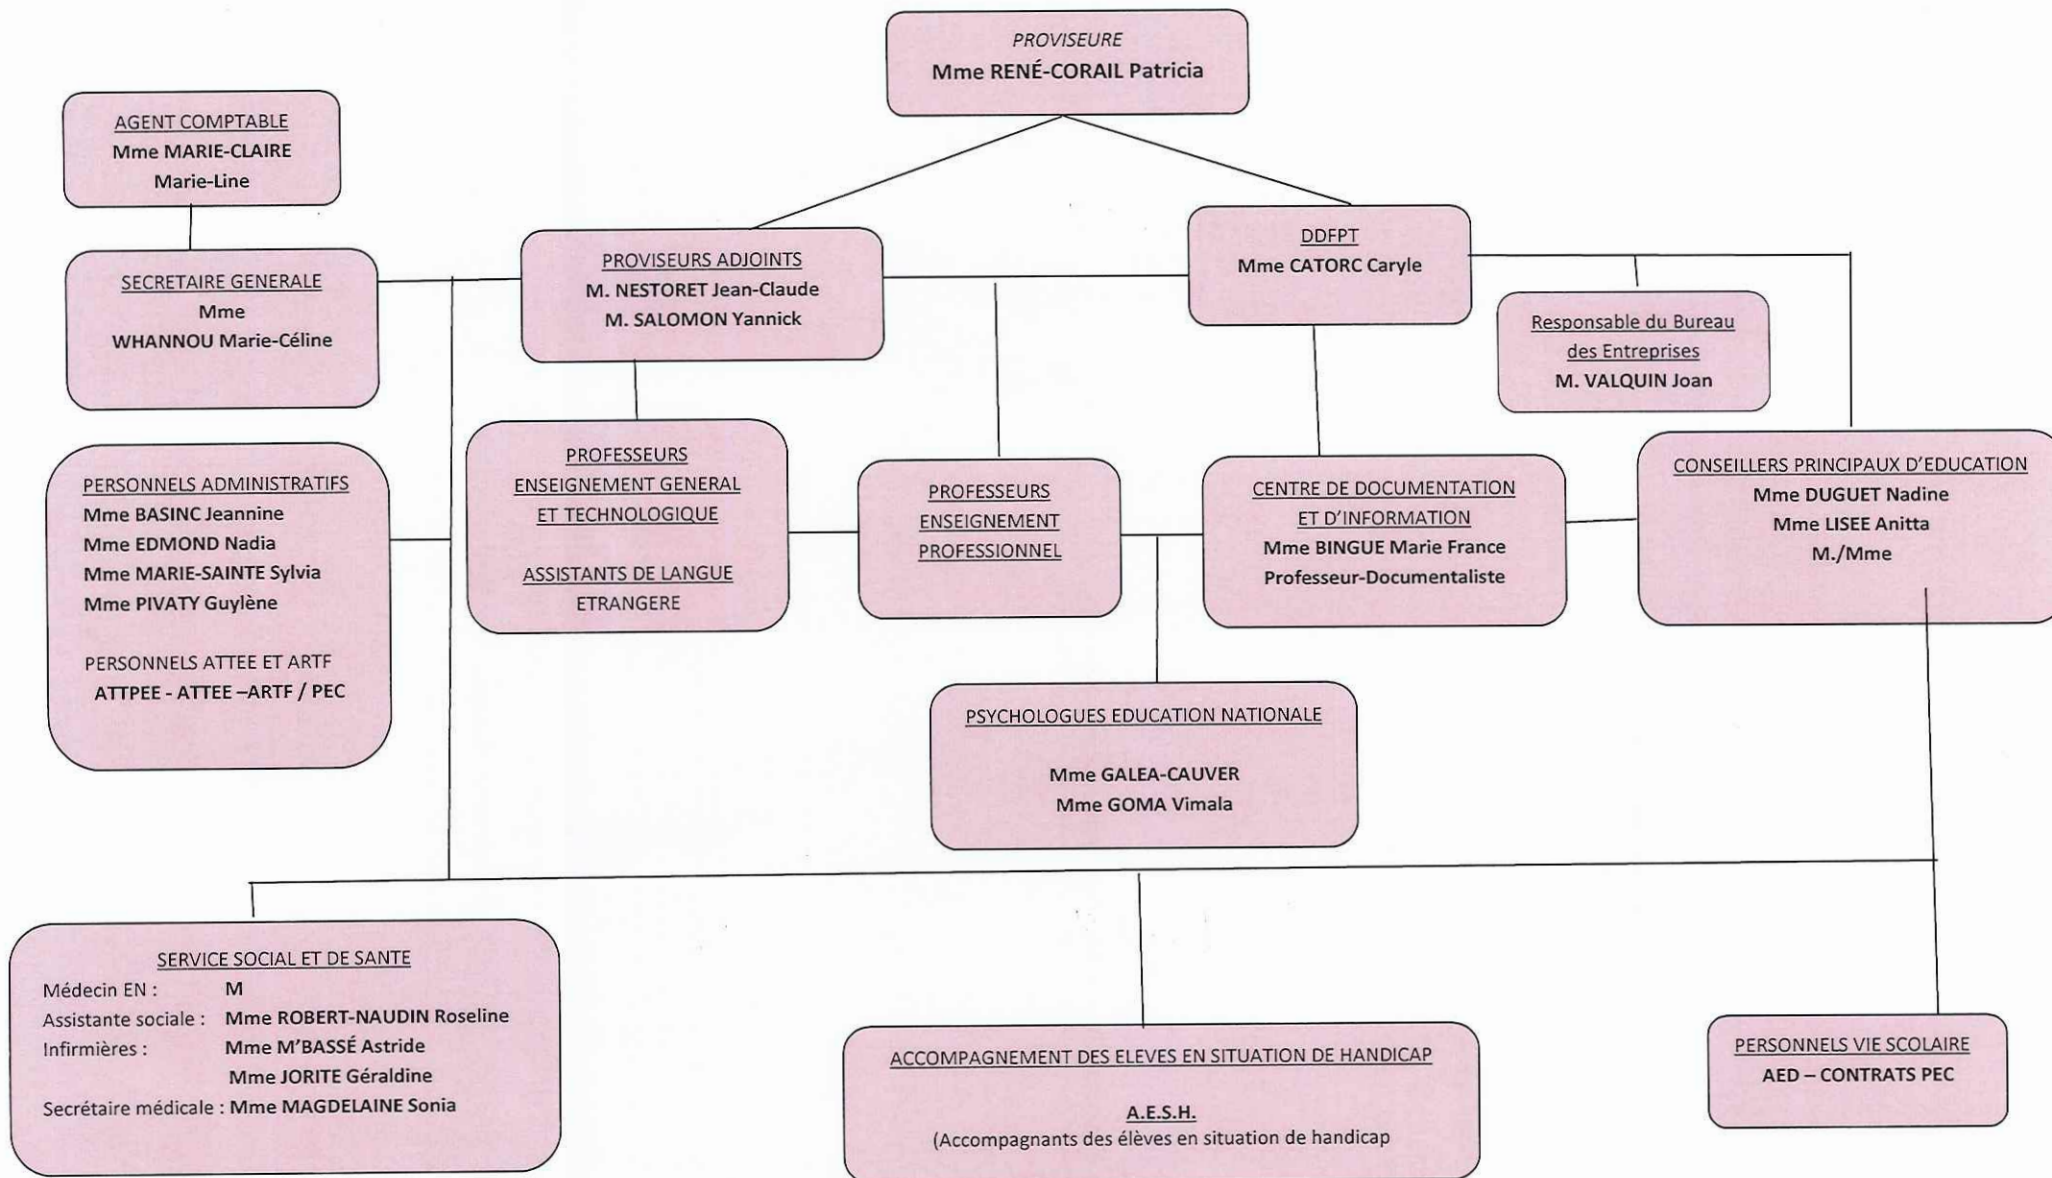 PROVISEURE
Mme RENÉ-CORAIL Patricia
AGENT COMPTABLE
Mme MARIE-CLAIRE
Marie-Line
SECRETAIRE GENERALE
Mme
WHANNOU Marie-Céline
PROVISEURS ADJOINTS
M. NESTORET Jean-Claude
M. SALOMON Yannick
DDFPT
Mme CATORC Caryle
Responsable du Bureau
des Entreprises
M. VALQUIN Joan
PERSONNELS ADMINISTRATIFS
Mme BASINC Jeannine
Mme EDMOND Nadia
Mme MARIE-SAINTE Sylvia
Mme PIVATY Guylène
PERSONNELS ATTEE ET ARTF
ATTPEE - ATTEE –ARTF / PEC
PROFESSEURS
ENSEIGNEMENT GENERAL
ET TECHNOLOGIQUE
ASSISTANTS DE LANGUE
ETRANGERE
PROFESSEURS
ENSEIGNEMENT
PROFESSIONNEL
CENTRE DE DOCUMENTATION
ET D'INFORMATION
Mme BINGUE Marie France
Professeur-Documentaliste
CONSEILLERS PRINCIPAUX D'EDUCATION
Mme DUGUET Nadine
Mme LISEE Anitta
M./Mme
PSYCHOLOGUES EDUCATION NATIONALE
Mme GALEA-CAUVER
Mme GOMA Vimala
SERVICE SOCIAL ET DE SANTE
Médecin EN : M
Assistante sociale : Mme ROBERT-NAUDIN Roseline
Infirmières : Mme M'BASSÉ Astride
Mme JORITE Géraldine
Secrétaire médicale : Mme MAGDELAINE Sonia
ACCOMPAGNEMENT DES ELEVES EN SITUATION DE HANDICAP
A.E.S.H.
(Accompagnants des élèves en situation de handicap
PERSONNELS VIE SCOLAIRE
AED – CONTRATS PEC